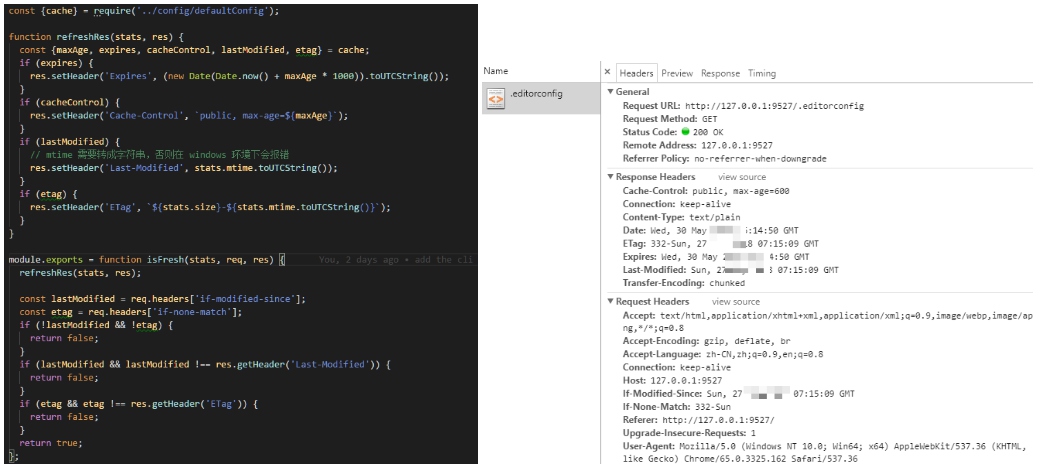 const {cache} = require('../config/defaultConfig');
function refreshRes(stats, res) {
const {maxAge, expires, cacheControl, lastModified, etag} = cache;
if (expires) {
res.setHeader('Expires', (new Date(Date.now() + maxAge * 1000)).toUTCString());
}
if (cacheControl) {
res.setHeader('Cache-Control', `public, max-age=${maxAge}`);
}
if (lastModified) {
// mtime 需要转成字符串，否则在 windows 环境下会报错
res.setHeader('Last-Modified', stats.mtime.toUTCString());
}
if (etag) {
res.setHeader('ETag', `${stats.size}-${stats.mtime.toUTCString()}`);
}
}
module.exports = function isFresh(stats, req, res) { You, 2 days ago • add the cli
refreshRes(stats, res);
const lastModified = req.headers['if-modified-since'];
const etag = req.headers['if-none-match'];
if (!lastModified && !etag) {
return false;
}
if (lastModified && lastModified !== res.getHeader('Last-Modified')) {
return false;
}
if (etag && etag !== res.getHeader('ETag')) {
return false;
}
return true;
};
Name
.editorconfig
× Headers Preview Response Timing
General
Request URL: http://127.0.0.1:9527/.editorconfig
Request Method: GET
Status Code: 200 OK
Remote Address: 127.0.0.1:9527
Referrer Policy: no-referrer-when-downgrade
Response Headers view source
Cache-Control: public, max-age=600
Connection: keep-alive
Content-Type: text/plain
Date: Wed, 30 May :14:50 GMT
ETag: 332-Sun, 27 8 07:15:09 GMT
Expires: Wed, 30 May 4:50 GMT
Last-Modified: Sun, 27 07:15:09 GMT
Transfer-Encoding: chunked
Request Headers view source
Accept: text/html,application/xhtml+xml,application/xml;q=0.9,image/webp,image/ap
ng,*/*;q=0.8
Accept-Encoding: gzip, deflate, br
Accept-Language: zh-CN,zh;q=0.9,en;q=0.8
Connection: keep-alive
Host: 127.0.0.1:9527
If-Modified-Since: Sun, 27 07:15:09 GMT
If-None-Match: 332-Sun
Referer: http://127.0.0.1:9527/
Upgrade-Insecure-Requests: 1
User-Agent: Mozilla/5.0 (Windows NT 10.0; Win64; x64) AppleWebKit/537.36 (KHTML,
like Gecko) Chrome/65.0.3325.162 Safari/537.36